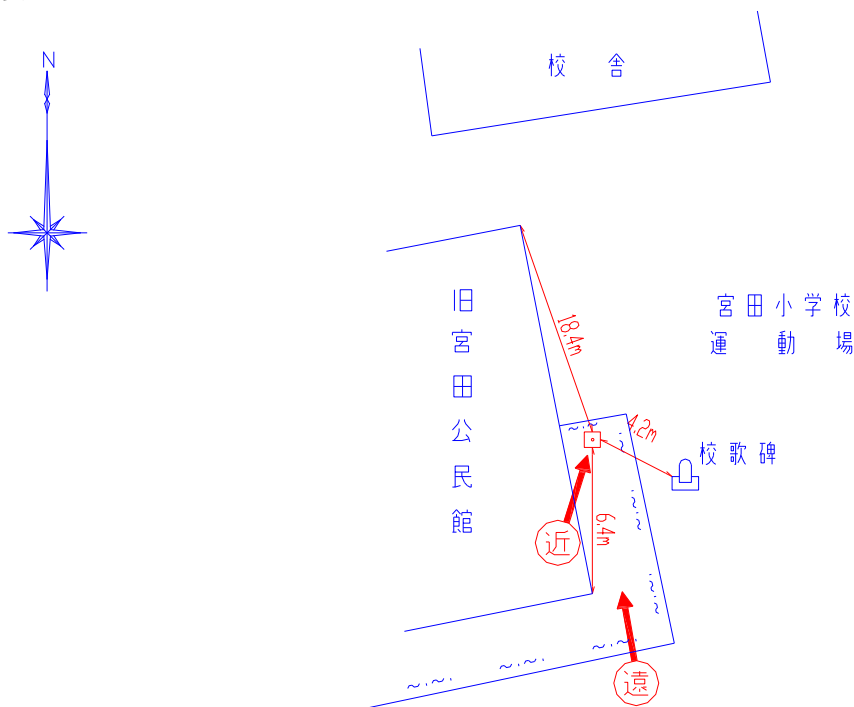 N
校舎
18.4m
宮田小学校
運動場
旧宮田公民館
4.2m
校歌碑
6.4m
近
遠